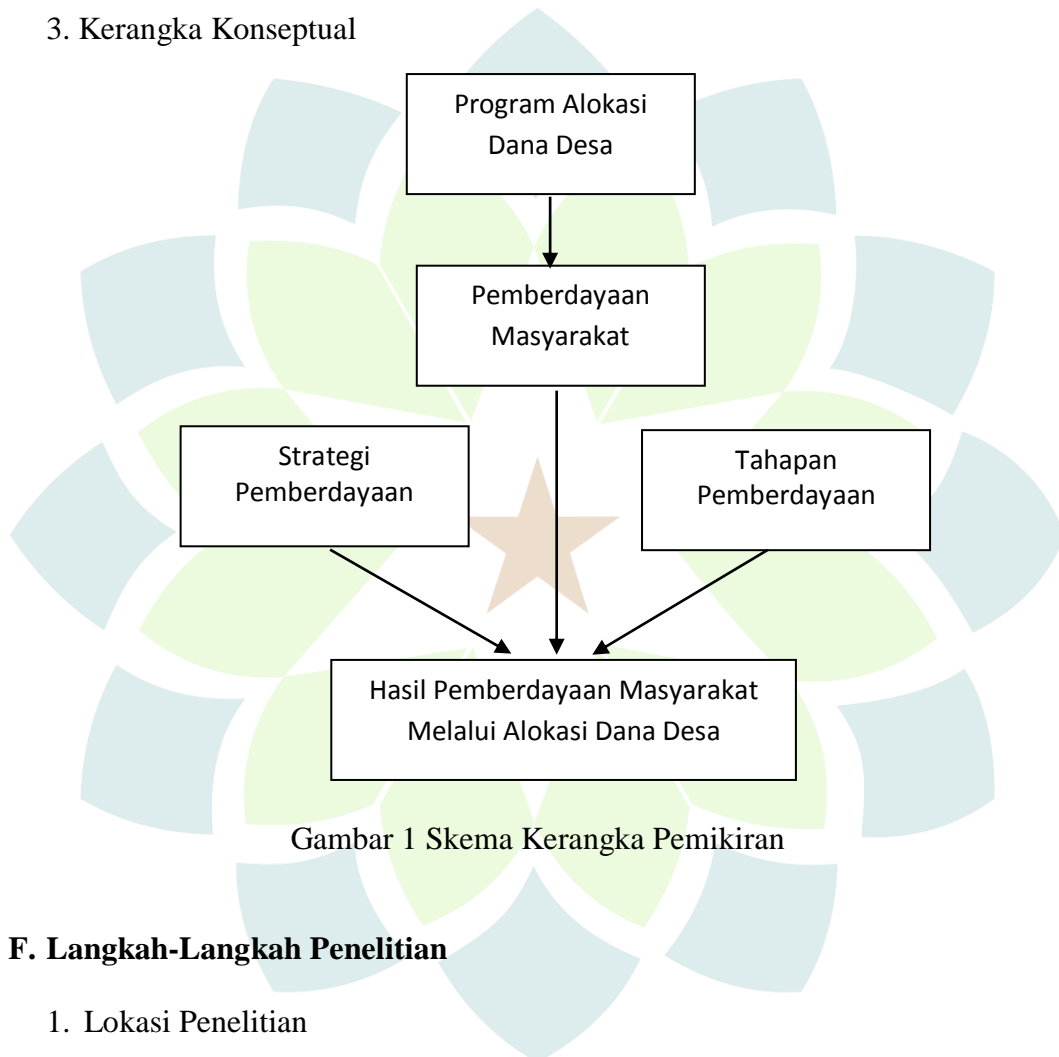 3. Kerangka Konseptual
Program Alokasi
Dana Desa
Pemberdayaan
Masyarakat
Strategi
Pemberdayaan
Tahapan
Pemberdayaan
Hasil Pemberdayaan Masyarakat
Melalui Alokasi Dana Desa
Gambar 1 Skema Kerangka Pemikiran
F. Langkah-Langkah Penelitian
1. Lokasi Penelitian